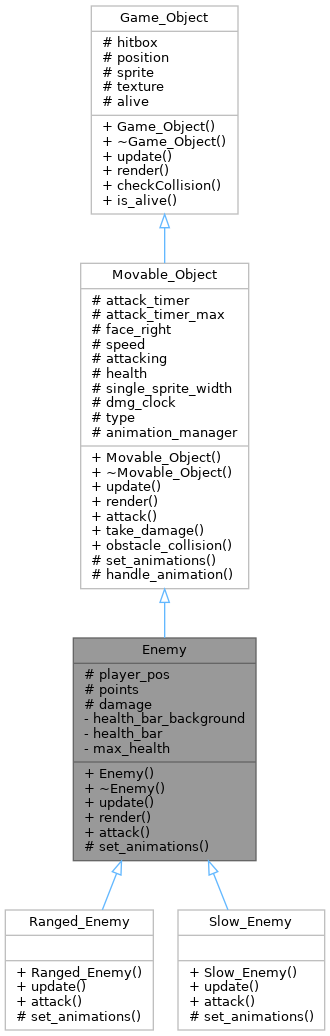 Game_Object
# hitbox
# position
# sprite
# texture
# alive
+ Game_Object()
+ ~Game_Object()
+ update()
+ render()
+ checkCollision()
+ is_alive()
Movable_Object
# attack_timer
# attack_timer_max
# face_right
# speed
# attacking
# health
# single_sprite_width
# dmg_clock
# type
# animation_manager
+ Movable_Object()
+ ~Movable_Object()
+ update()
+ render()
+ attack()
+ take_damage()
+ obstacle_collision()
# set_animations()
# handle_animation()
Enemy
# player_pos
# points
# damage
- health_bar_background
- health_bar
- max_health
+ Enemy()
+ ~Enemy()
+ update()
+ render()
+ attack()
# set_animations()
Ranged_Enemy
+ Ranged_Enemy()
+ update()
+ attack()
# set_animations()
Slow_Enemy
+ Slow_Enemy()
+ update()
+ attack()
# set_animations()